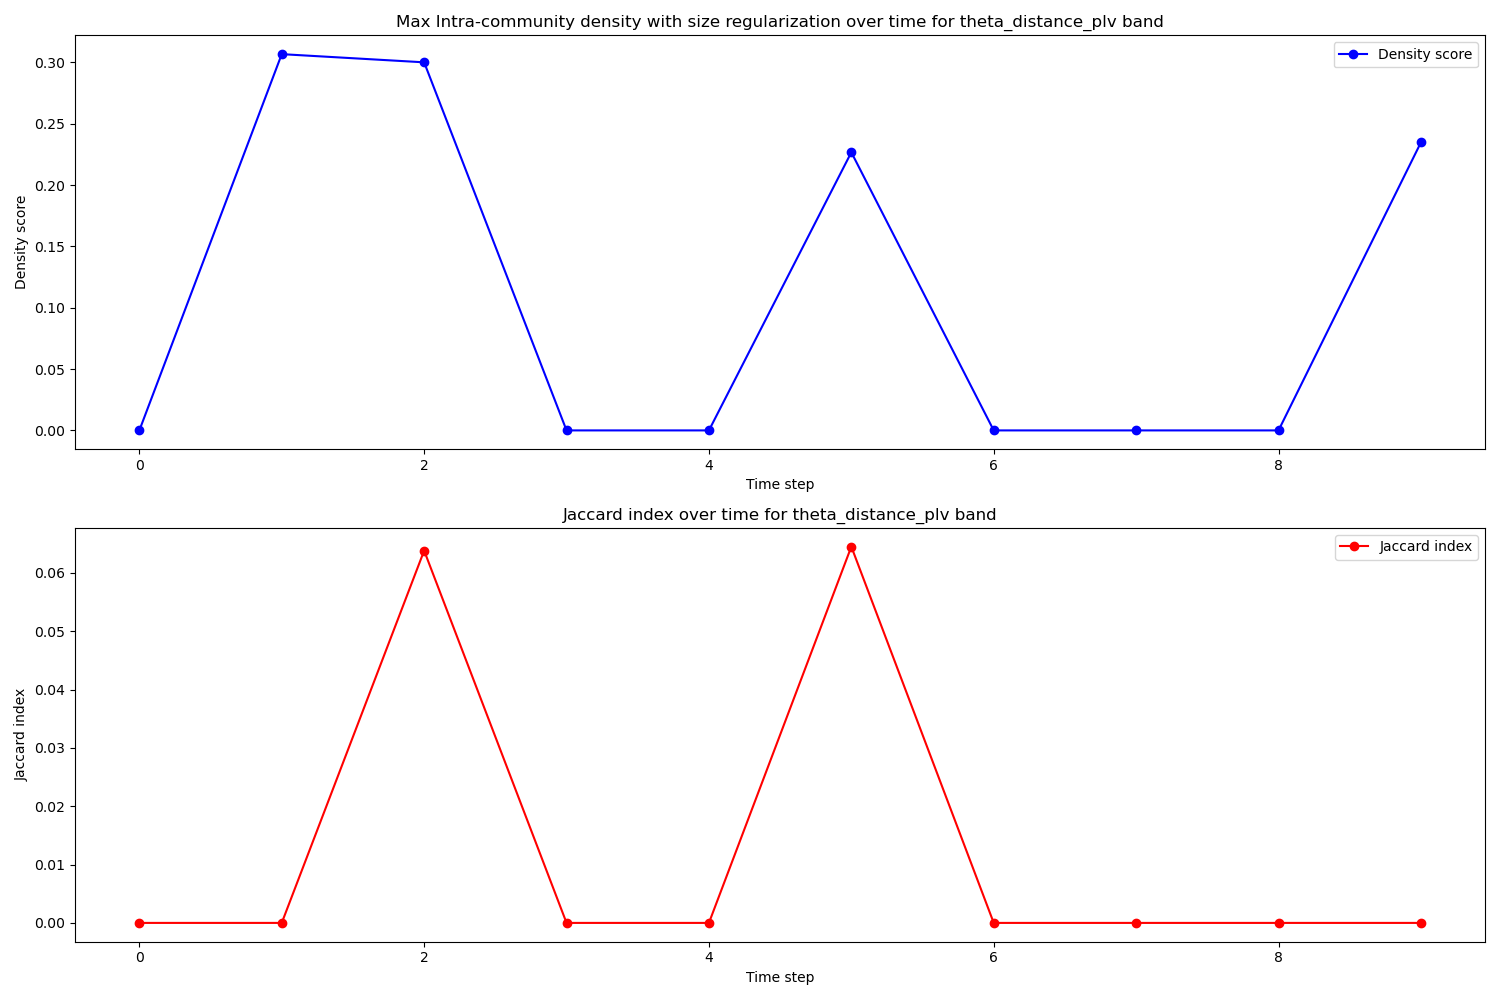 Max Intra-community density with size regularization over time for theta_distance_plv band
Density score
0.30
0.25
0.20
0.15
0.10
0.05
0.00
Density score
0 2 4 6 8
Time step
Jaccard index over time for theta_distance_plv band
Jaccard index
0.06
0.05
0.04
0.03
0.02
0.01
0.00
Jaccard index
0 2 4 6 8
Time step